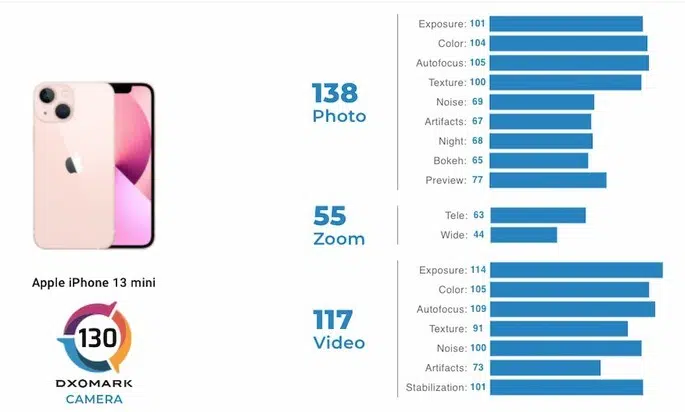 Apple iPhone 13 mini
130
DXOMARK
CAMERA
138
Photo
Exposure: 101
Color: 104
Autofocus: 105
Texture: 100
Noise: 69
Artifacts: 67
Night: 68
Bokeh: 65
Preview: 77
55
Zoom
Tele: 63
Wide: 44
117
Video
Exposure: 114
Color: 105
Autofocus: 109
Texture: 91
Noise: 100
Artifacts: 73
Stabilization: 101